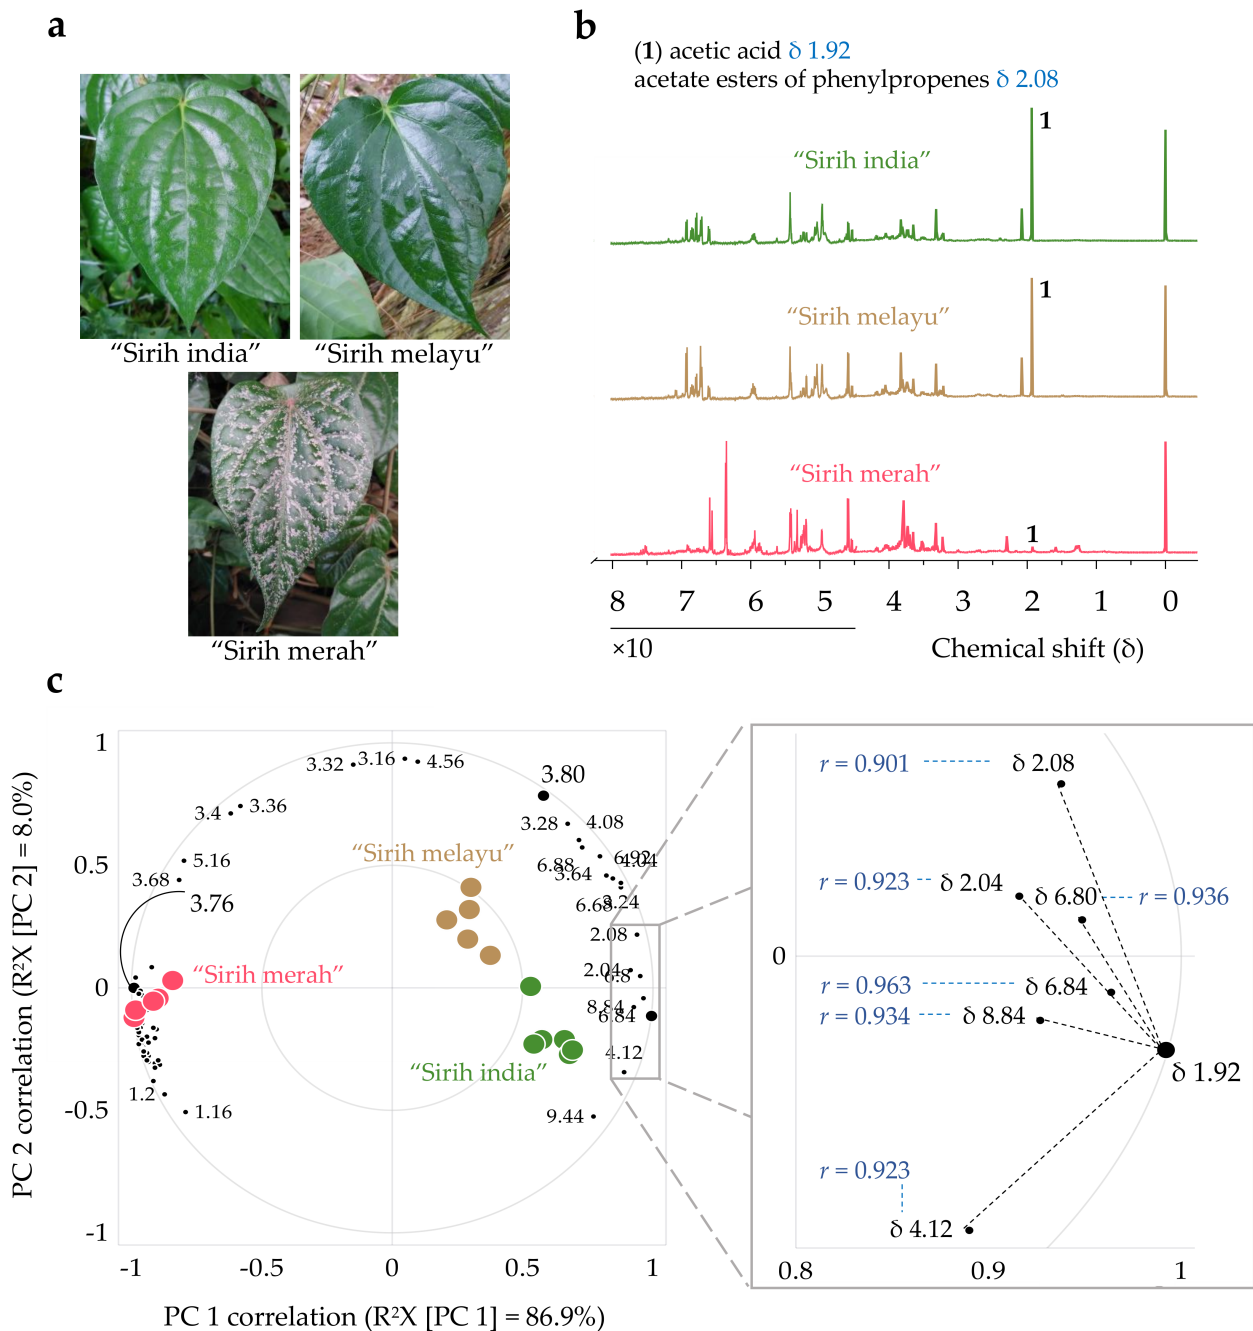 a
“Sirih india”
“Sirih melayu”
“Sirih merah”
b
(1) acetic acid δ 1.92
acetate esters of phenylpropenes δ 2.08
1
“Sirih india”
1
“Sirih melayu”
“Sirih merah”
1
8 7 6 5 4 3 2 1 0
×10
Chemical shift (δ)
c
PC 2 correlation (R²X [PC 2] = 8.0%)
1
0.5
0
-0.5
-1
3.32
3.16
4.56
3.80
3.4
3.36
3.28
4.08
5.16
3.68
3.76
“Sirih melayu”
6.88
6.92
3.64
4.04
6.68
3.24
2.08
2.04
6.8
“Sirih merah”
8.84
6.84
4.12
“Sirih india”
1.2
1.16
9.44
-1 -0.5 0 0.5 1
PC 1 correlation (R²X [PC 1] = 86.9%)
r = 0.901
δ 2.08
r = 0.923
δ 2.04
δ 6.80
r = 0.936
0
r = 0.963
δ 6.84
r = 0.934
δ 8.84
δ 1.92
r = 0.923
δ 4.12
0.8 0.9 1